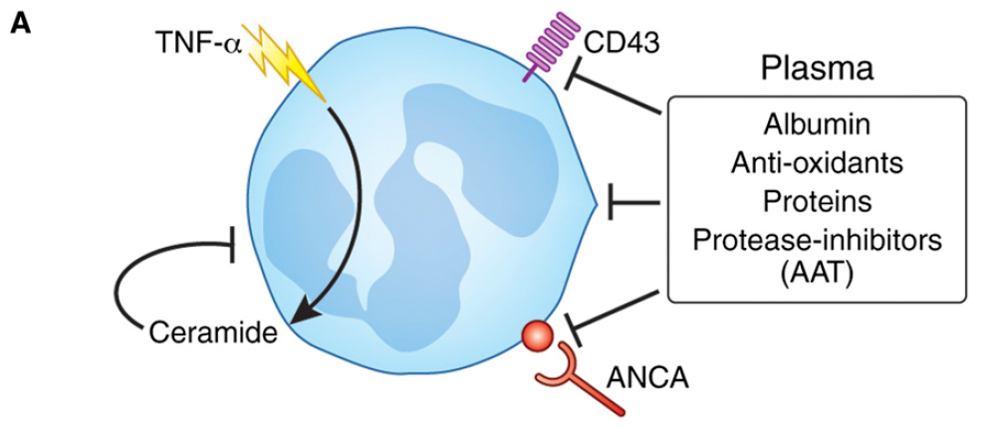 A
TNF-α
CD43
Plasma
Albumin
Anti-oxidants
Proteins
Protease-inhibitors
(AAT)
Ceramide
ANCA